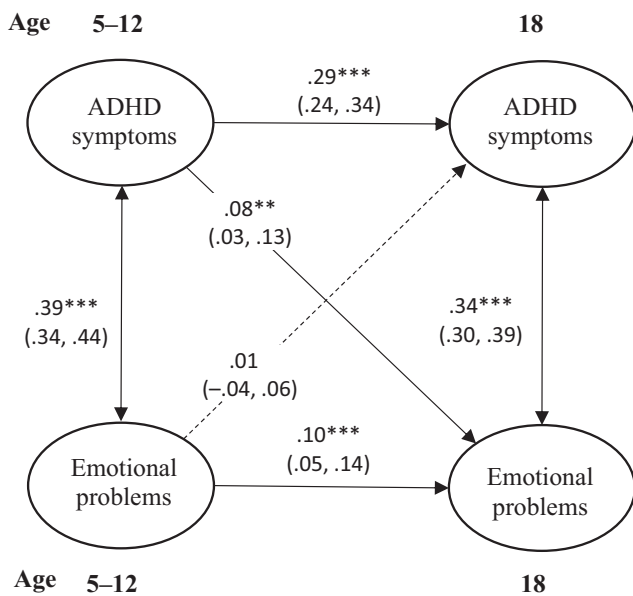 Age 5–12 18
ADHD
symptoms
.29***
(.24, .34)
ADHD
symptoms
.08**
(.03, .13)
.39***
(.34, .44)
.34***
(.30, .39)
.01
(–.04, .06)
Emotional
problems
.10***
(.05, .14)
Emotional
problems
Age 5–12 18